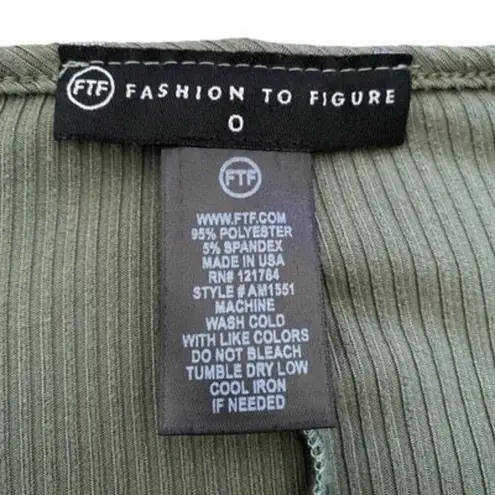 FTF FASHION TO FIGURE
0
FTF
WWW.FTF.COM
95% POLYESTER
5% SPANDEX
MADE IN USA
RN# 121784
STYLE # AM1551
MACHINE
WASH COLD
WITH LIKE COLORS
DO NOT BLEACH
TUMBLE DRY LOW
COOL IRON
IF NEEDED